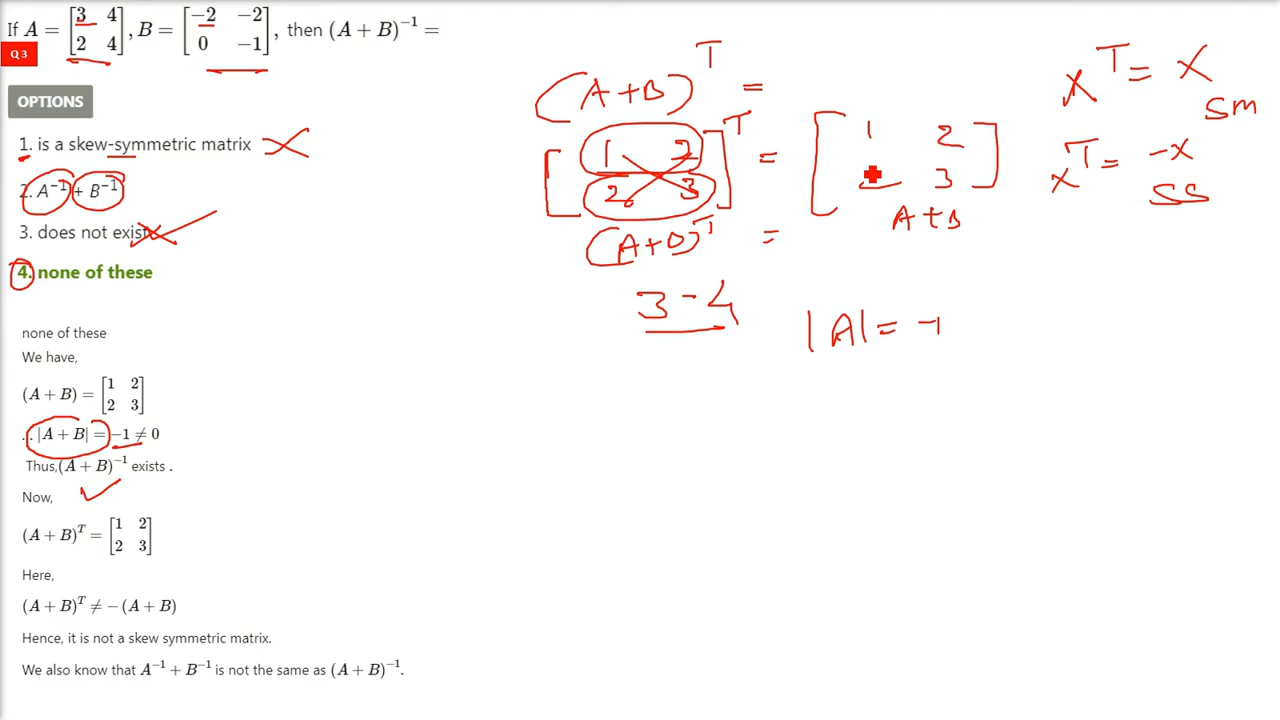 If A = [3 4; 2 4], B = [−2 −2; 0 −1], then (A + B)⁻¹ =
Q 3
OPTIONS
1. is a skew-symmetric matrix
2. A⁻¹ + B⁻¹
3. does not exist
4. none of these
none of these
We have,
(A + B) = [1 2; 2 3]
∴ |A + B| = −1 ≠ 0
Thus,(A + B)⁻¹ exists .
Now,
(A + B)ᵀ = [1 2; 2 3]
Here,
(A + B)ᵀ ≠ −(A + B)
Hence, it is not a skew symmetric matrix.
We also know that A⁻¹ + B⁻¹ is not the same as (A + B)⁻¹.
(A+B)ᵀ =
[1 2; 2 3]ᵀ = [1 2; 3]
A+B
(A+B)ᵀ =
3-4
|A| = -1
xᵀ = x
SM
xᵀ = -x
SS